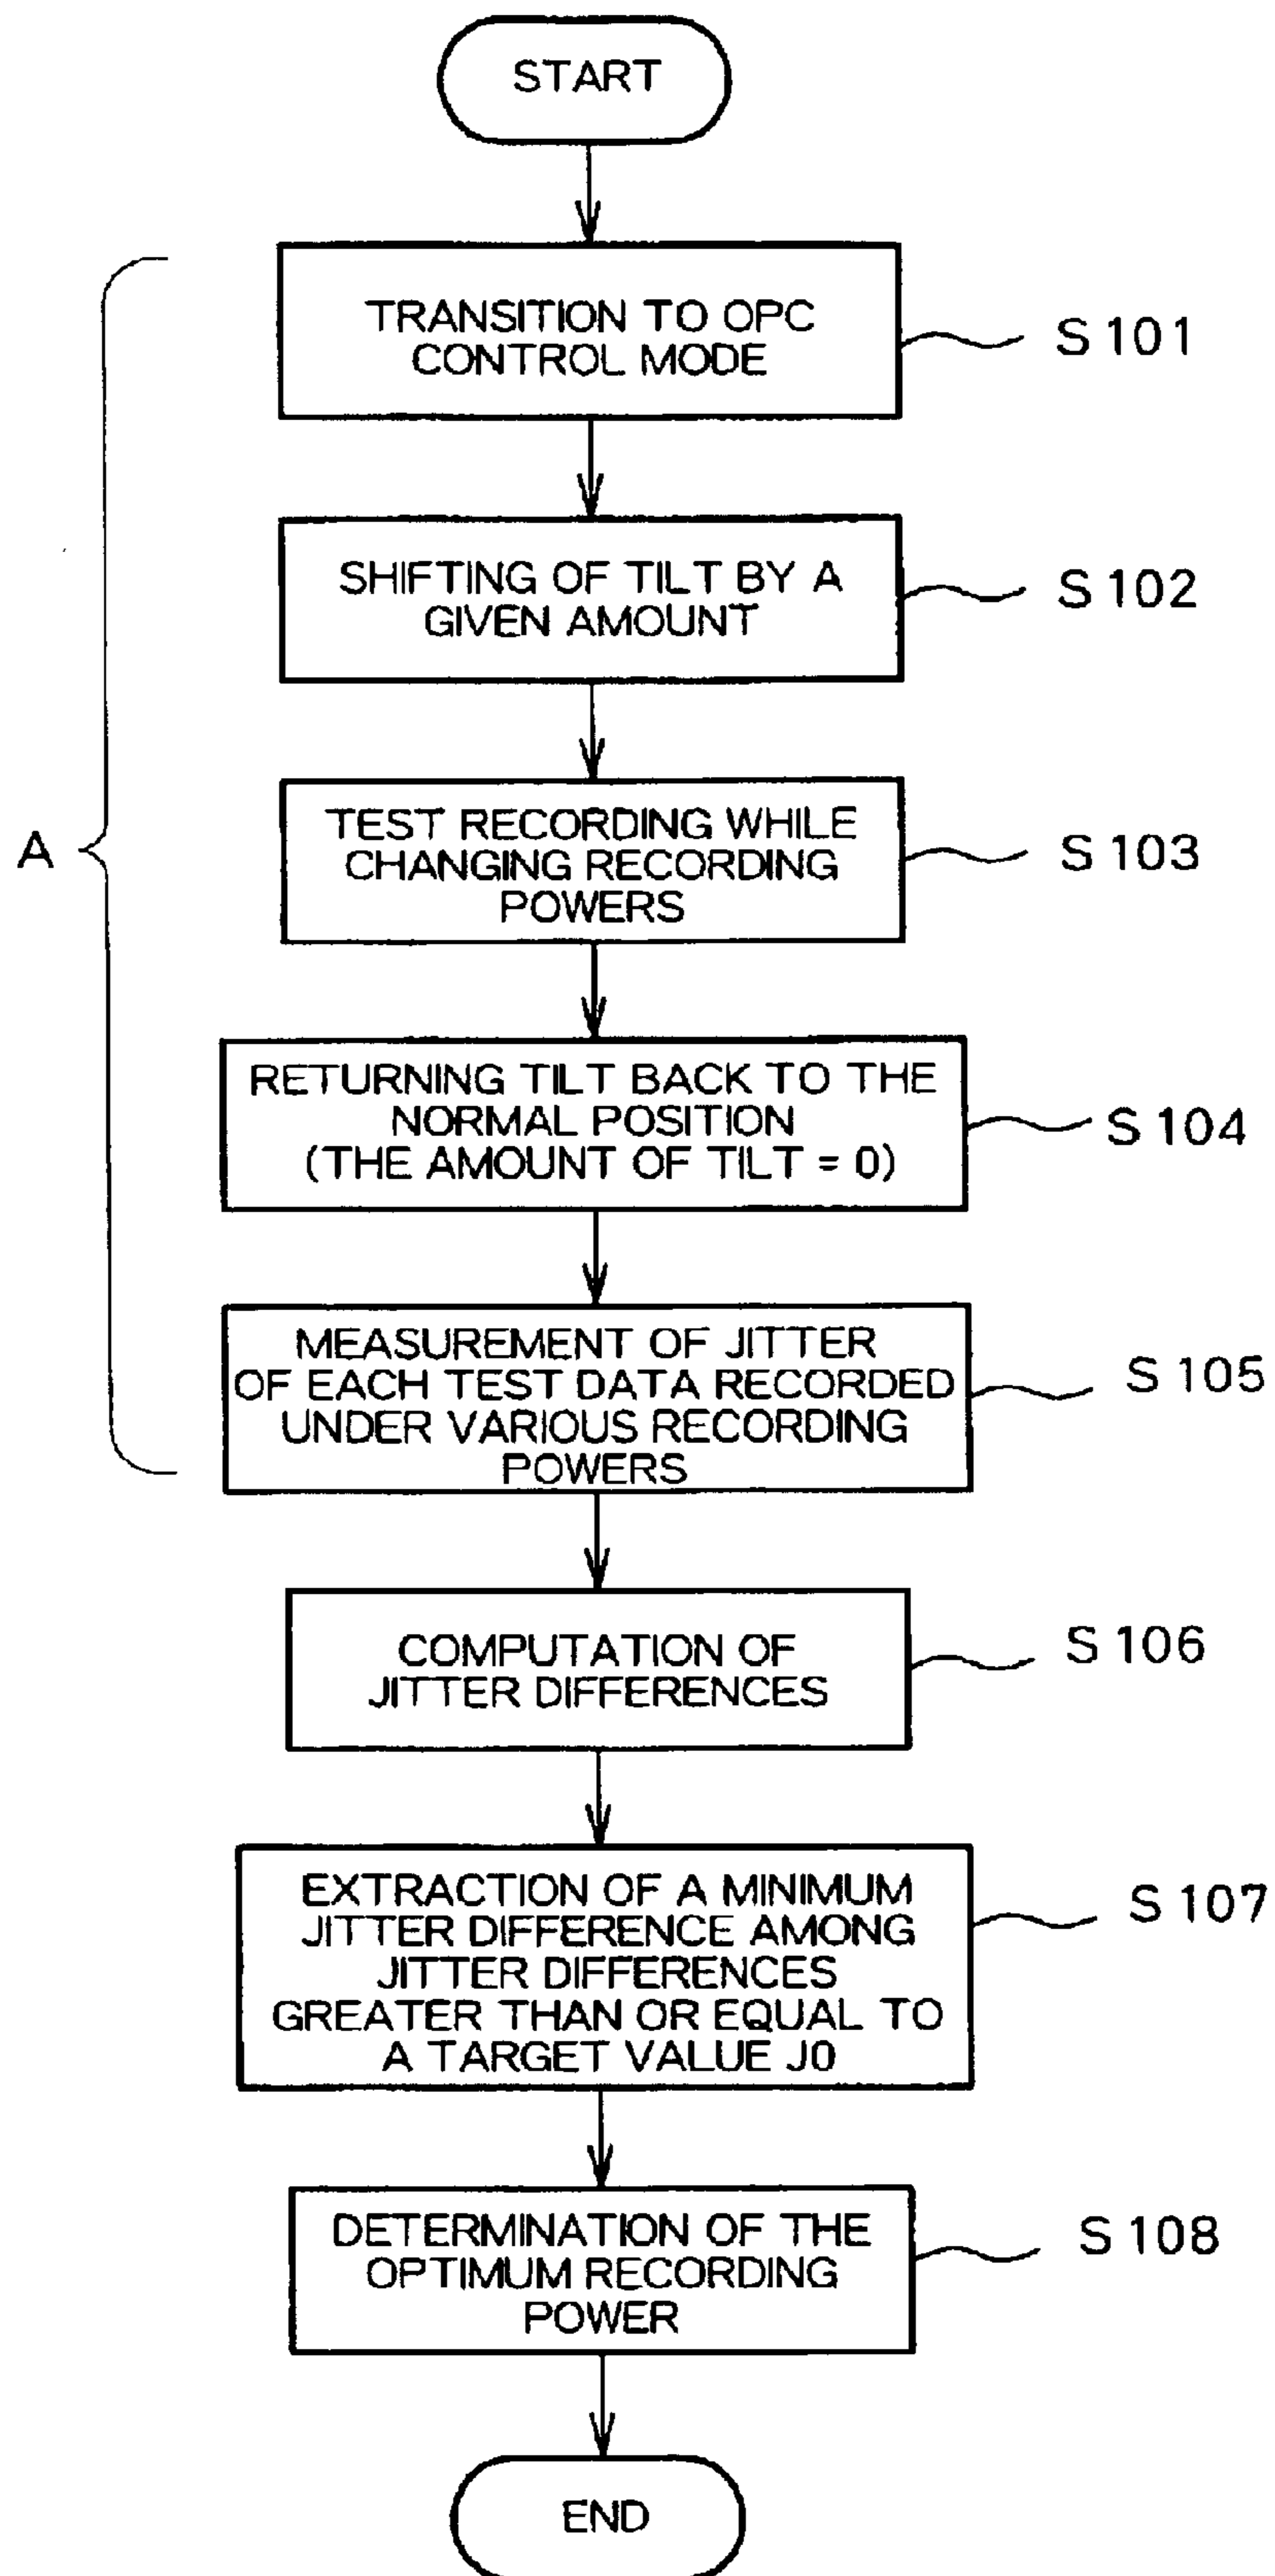 START
TRANSITION TO OPC
CONTROL MODE
S 101
SHIFTING OF TILT BY A
GIVEN AMOUNT
S 102
TEST RECORDING WHILE
CHANGING RECORDING
POWERS
S 103
A
RETURNING TILT BACK TO THE
NORMAL POSITION
(THE AMOUNT OF TILT = 0)
S 104
MEASUREMENT OF JITTER
OF EACH TEST DATA RECORDED
UNDER VARIOUS RECORDING
POWERS
S 105
COMPUTATION OF
JITTER DIFFERENCES
S 106
EXTRACTION OF A MINIMUM
JITTER DIFFERENCE AMONG
JITTER DIFFERENCES
GREATER THAN OR EQUAL TO
A TARGET VALUE J0
S 107
DETERMINATION OF THE
OPTIMUM RECORDING
POWER
S 108
END